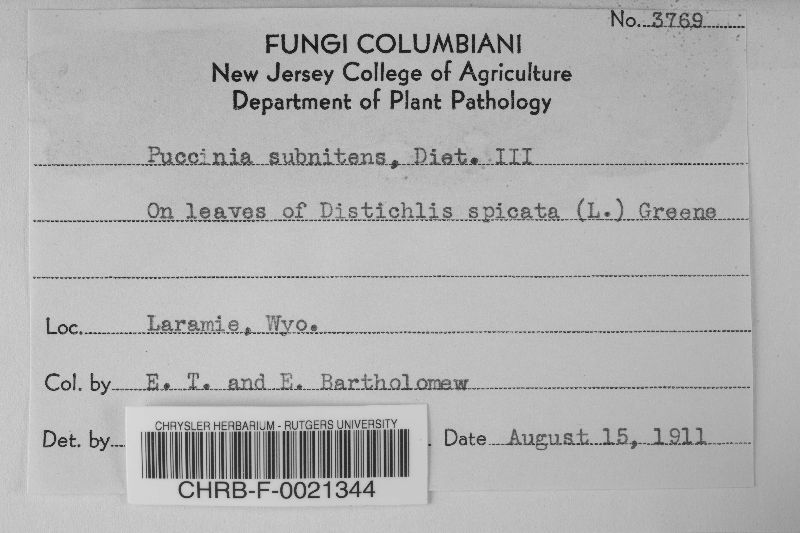 No. 3769
FUNGI COLUMBIANI
New Jersey College of Agriculture
Department of Plant Pathology
Puccinia subnitens, Diet. III
On leaves of Distichlis spicata (L.) Greene
Loc. Laramie, Wyo.
Col. by E. T. and E. Bartholomew
Det. by Date August 15, 1911
CHRYSLER HERBARIUM - RUTGERS UNIVERSITY
CHRB-F-0021344